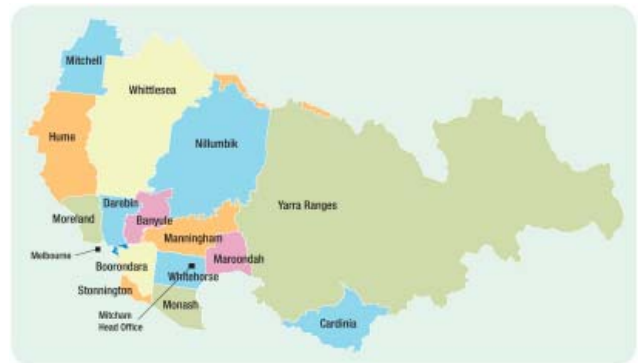 Mitchell
Whittlesea
Hume
Nillumbik
Yarra Ranges
Darebin
Moreland
Banyule
Manningham
Melbourne
Maroondah
Boorondara
Whitehorse
Stonnington
Monash
Mitcham
Head Office
Cardinia